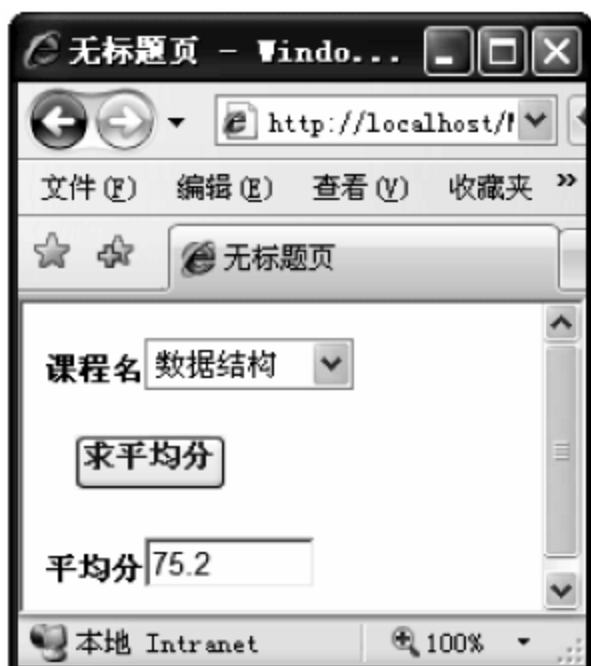 无标题页 - Windo...
http://localhost/
文件(F) 编辑(E) 查看(V) 收藏夹 »
无标题页
课程名 数据结构
求平均分
平均分 75.2
本地 Intranet 100%